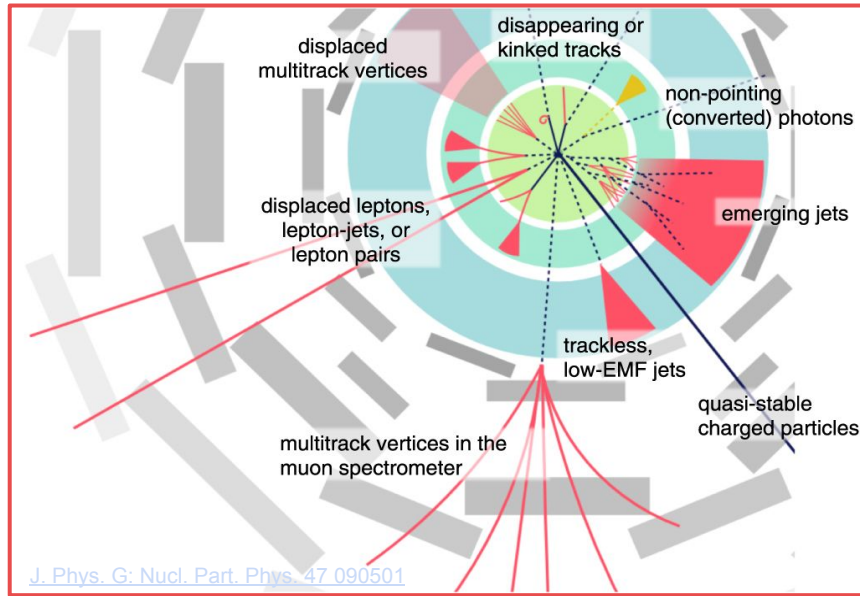 disappearing or
kinked tracks
displaced
multitrack vertices
non-pointing
(converted) photons
displaced leptons,
lepton-jets, or
lepton pairs
emerging jets
trackless,
low-EMF jets
quasi-stable
charged particles
multitrack vertices in the
muon spectrometer
J. Phys. G: Nucl. Part. Phys. 47 090501